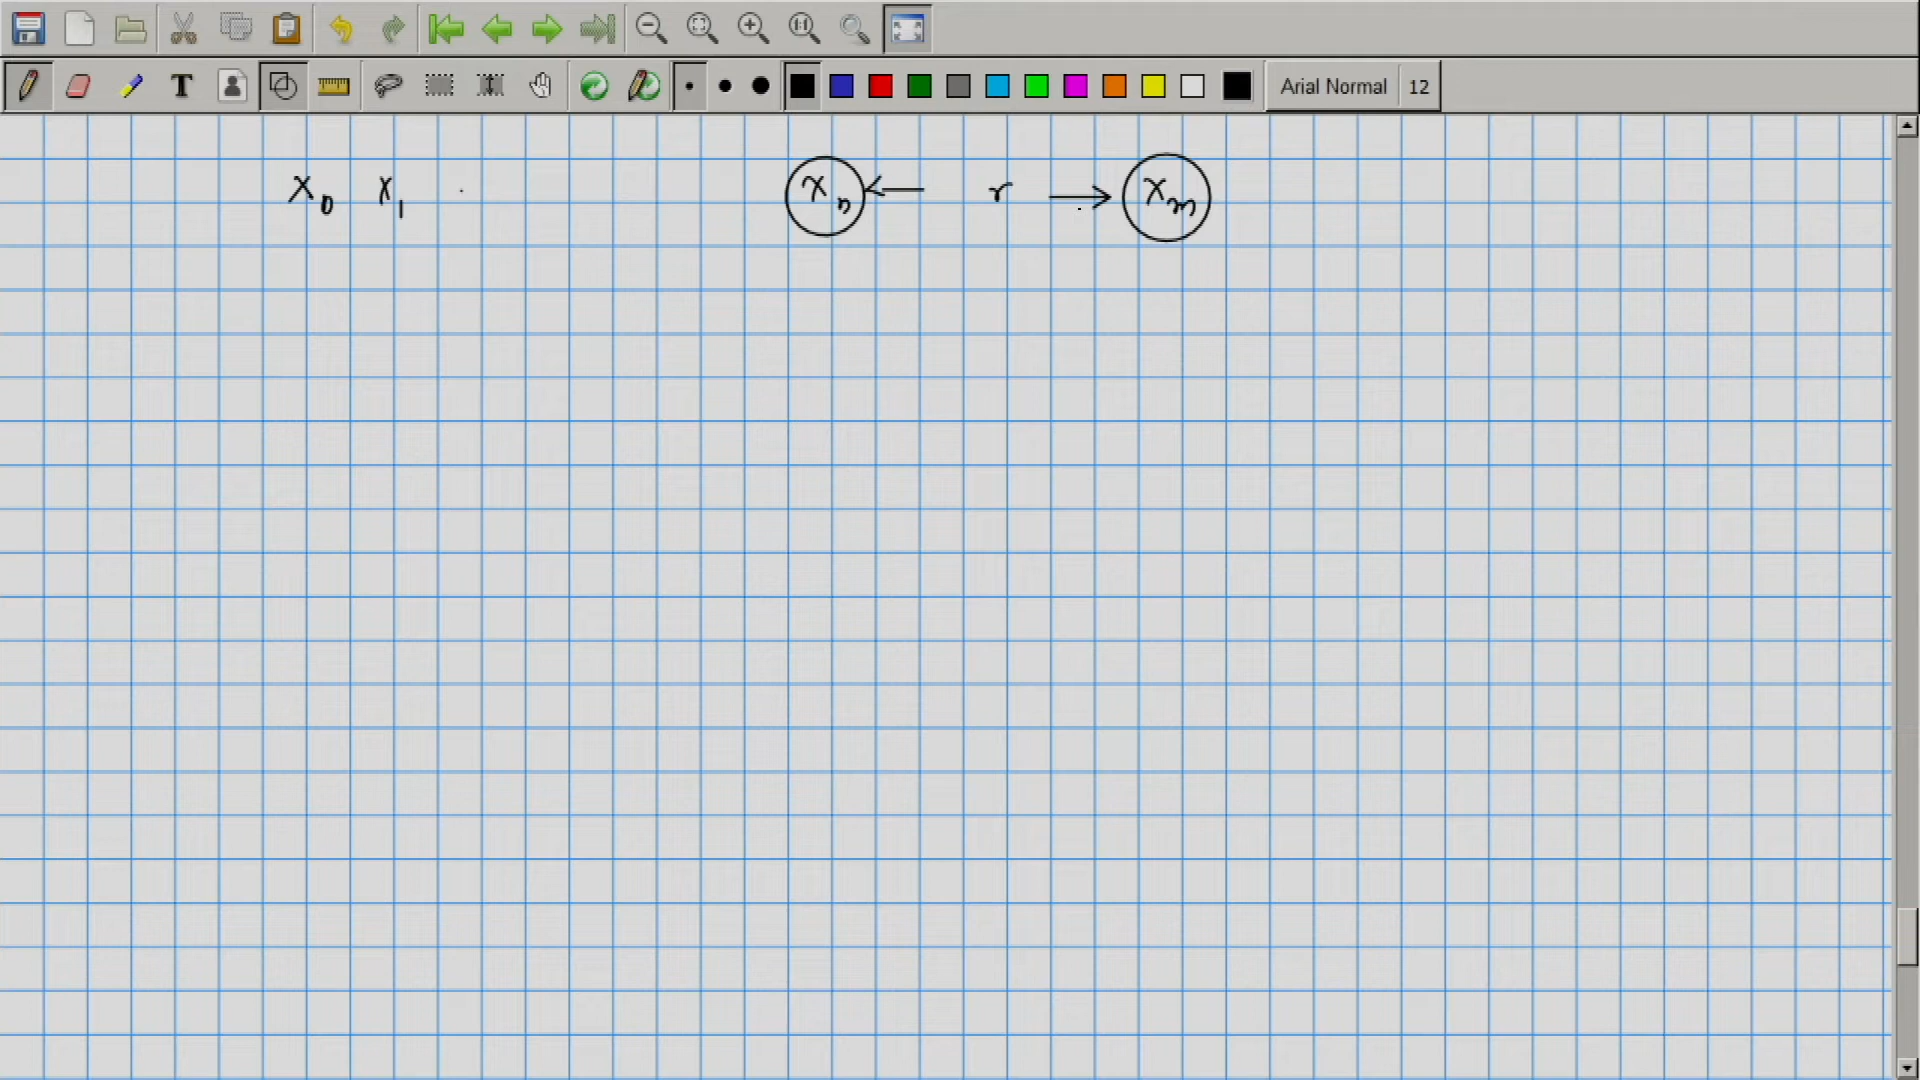 T Arial Normal 12
X₀ X₁ . Xₙ ← r → Xₘ